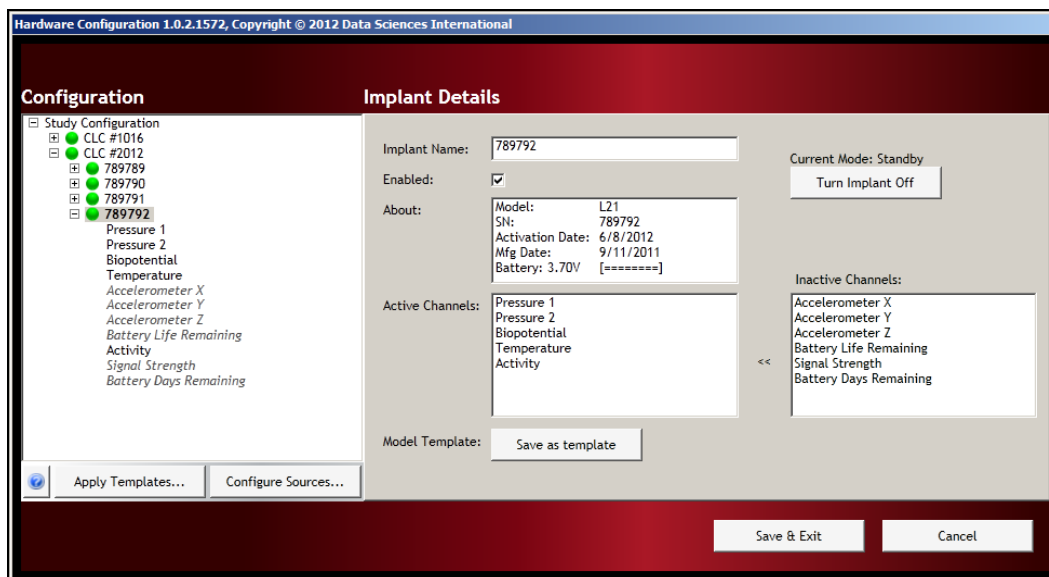 Hardware Configuration 1.0.2.1572, Copyright © 2012 Data Sciences International
Configuration
Study Configuration
CLC #1016
CLC #2012
789789
789790
789791
789792
Pressure 1
Pressure 2
Biopotential
Temperature
Accelerometer X
Accelerometer Y
Accelerometer Z
Battery Life Remaining
Activity
Signal Strength
Battery Days Remaining
Apply Templates...
Configure Sources...
Implant Details
Implant Name: 789792
Enabled:
Current Mode: Standby
Turn Implant Off
About:
Model: L21
SN: 789792
Activation Date: 6/8/2012
Mfg Date: 9/11/2011
Battery: 3.70V [========]
Active Channels:
Pressure 1
Pressure 2
Biopotential
Temperature
Activity
<<
Inactive Channels:
Accelerometer X
Accelerometer Y
Accelerometer Z
Battery Life Remaining
Signal Strength
Battery Days Remaining
Model Template: Save as template
Save & Exit
Cancel